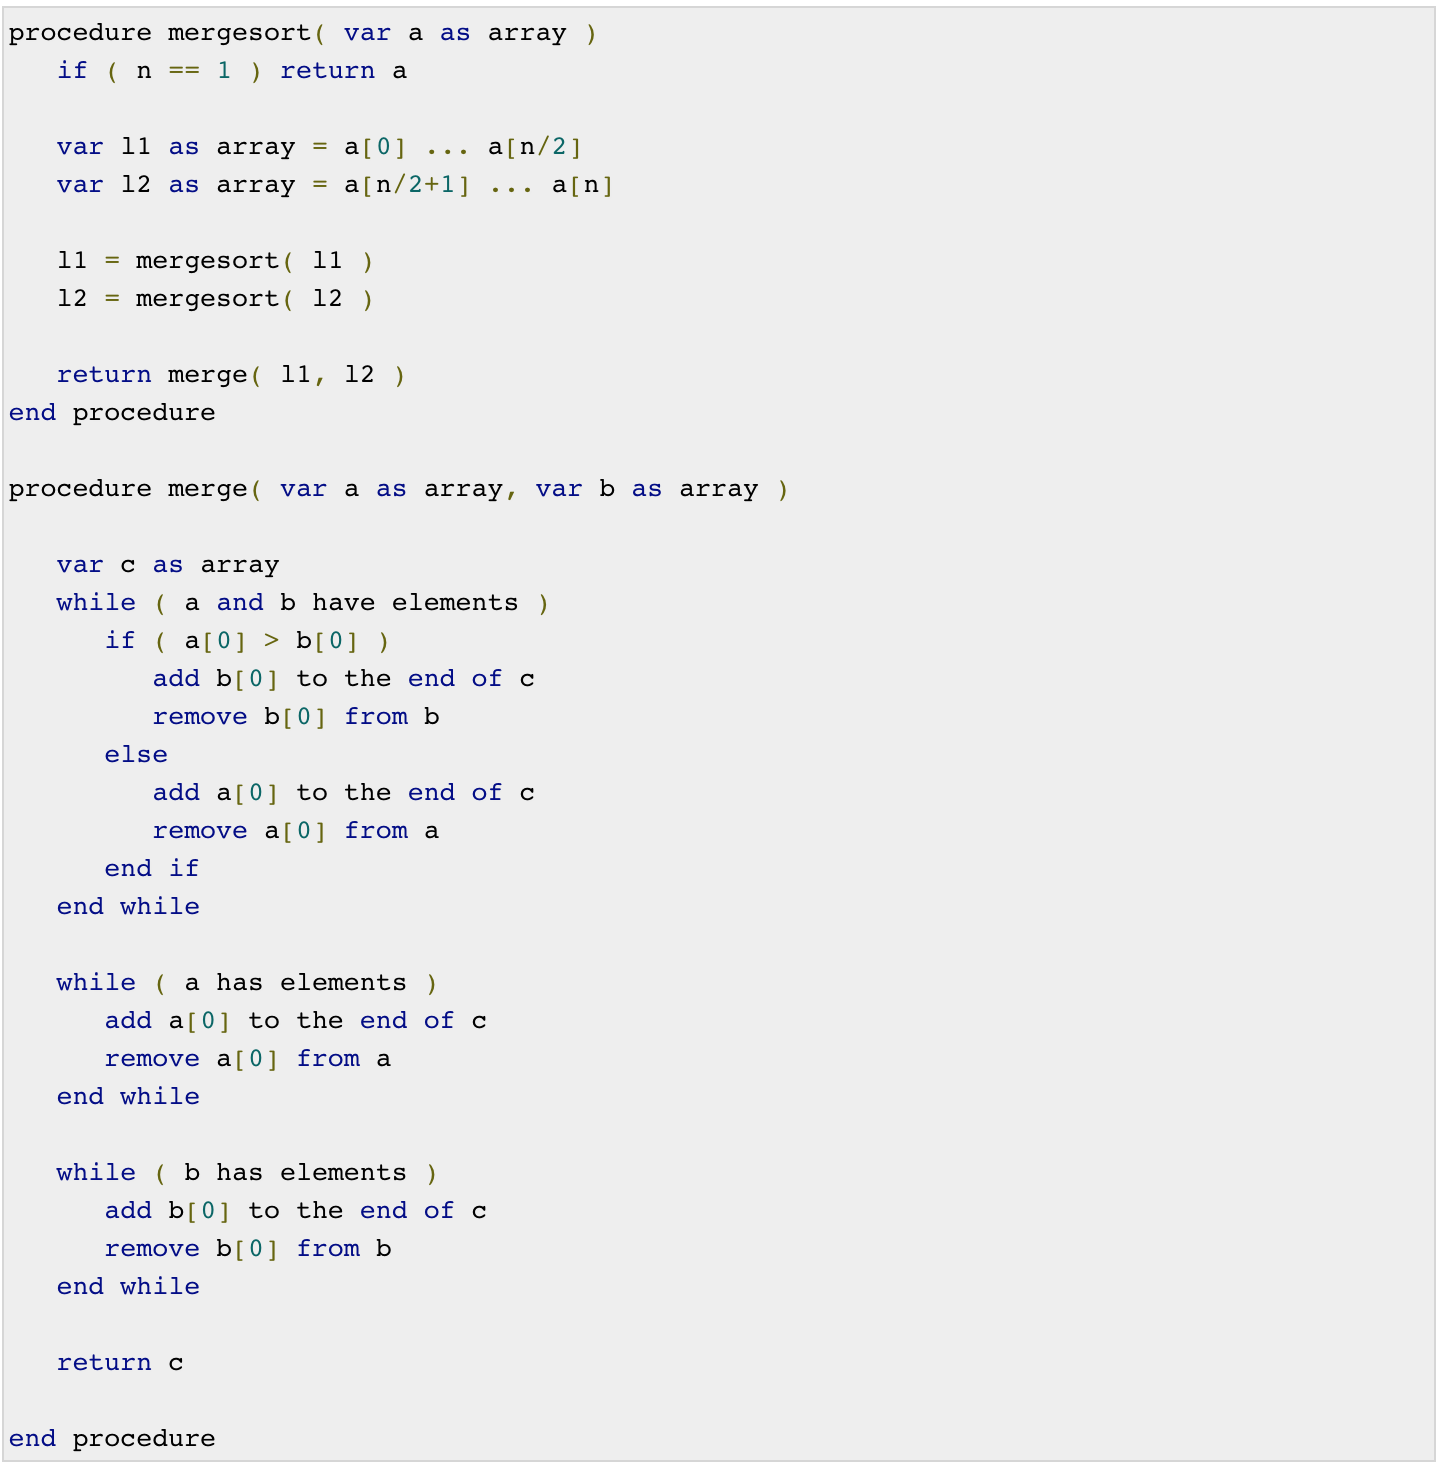 procedure mergesort( var a as array )
   if ( n == 1 ) return a

   var l1 as array = a[0] ... a[n/2]
   var l2 as array = a[n/2+1] ... a[n]

   l1 = mergesort( l1 )
   l2 = mergesort( l2 )

   return merge( l1, l2 )
end procedure

procedure merge( var a as array, var b as array )

   var c as array
   while ( a and b have elements )
      if ( a[0] > b[0] )
         add b[0] to the end of c
         remove b[0] from b
      else
         add a[0] to the end of c
         remove a[0] from a
      end if
   end while

   while ( a has elements )
      add a[0] to the end of c
      remove a[0] from a
   end while

   while ( b has elements )
      add b[0] to the end of c
      remove b[0] from b
   end while

   return c

end procedure